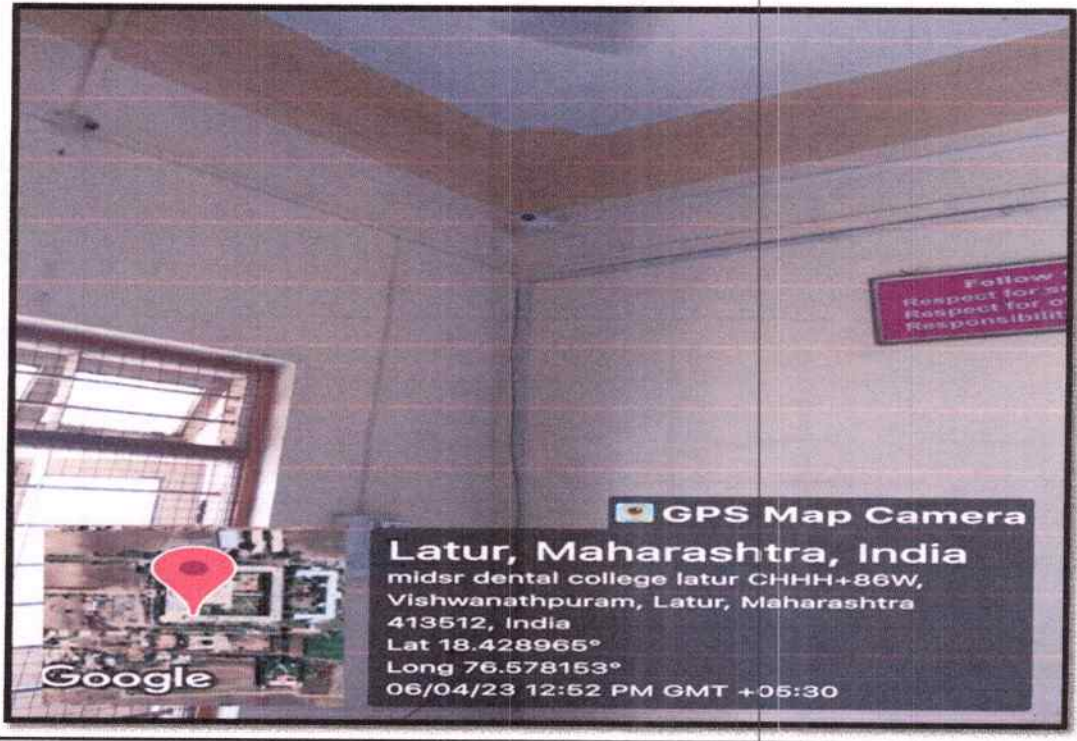 Follow
Respect for
Respect for
GPS Map Camera
Latur, Maharashtra, India
midsr dental college latur CHHH+86W,
Vishwanathpuram, Latur, Maharashtra
413512, India
Lat 18.428965°
Long 76.578153°
06/04/23 12:52 PM GMT +05:30
Google